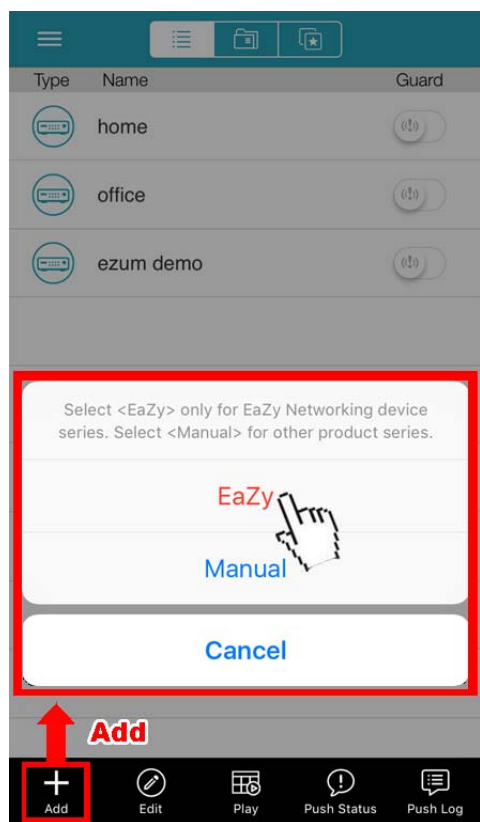 Type Name Guard
home
office
ezum demo
Select <EaZy> only for EaZy Networking device
series. Select <Manual> for other product series.
EaZy
Manual
Cancel
Add
Add Edit Play Push Status Push Log